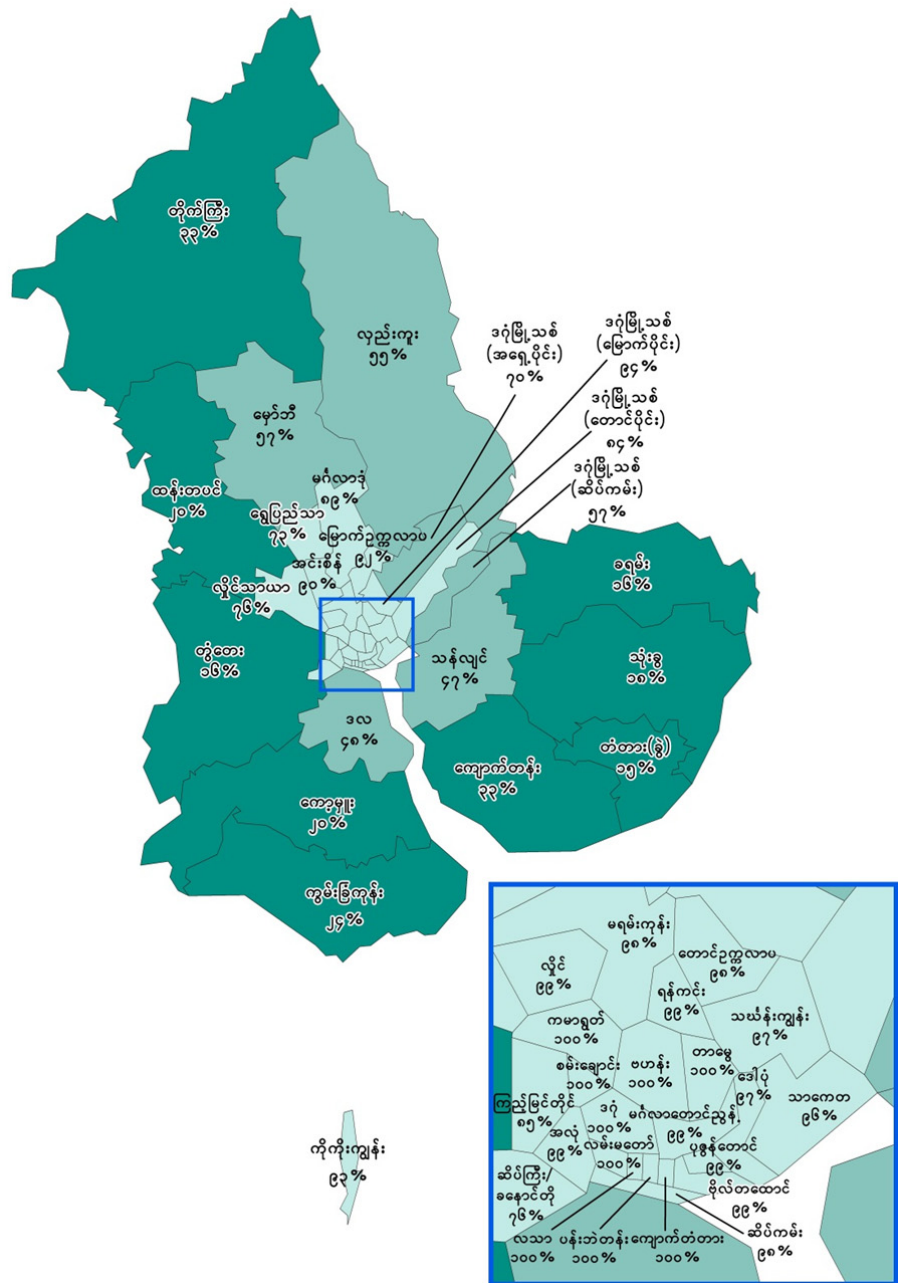 တိုက်ကြီး
၃၃%
လှည်းကူး
၅၅%
ဒဂုံမြို့သစ်
(အရှေ့ပိုင်း)
၇၀%
ဒဂုံမြို့သစ်
(မြောက်ပိုင်း)
၉၄%
ဒဂုံမြို့သစ်
(တောင်ပိုင်း)
၈၄%
ဒဂုံမြို့သစ်
(ဆိပ်ကမ်း)
၅၇%
မှော်ဘီ
၅၇%
မင်္ဂလာဒုံ
၈၉%
ထန်းတပင်
၂၀%
ရွှေပြည်သာ
၇၃%
မြောက်ဥက္ကလာပ
၉၂%
အင်းစိန်
၉၀%
လှိုင်သာယာ
၇၆%
ခရမ်း
၁၆%
တွံတေး
၁၆%
သန်လျင်
၄၇%
သုံးခွ
၁၈%
ဒလ
၄၈%
တံတား(ခွဲ)
၁၅%
ကျောက်တန်း
၃၃%
ကော့မှူး
၂၀%
ကွမ်းခြံကုန်း
၂၄%
ကိုကိုးကျွန်း
၉၃%
မရမ်းကုန်း
၉၈%
လှိုင်
၉၉%
တောင်ဥက္ကလာပ
၉၈%
ရန်ကင်း
၉၉%
သင်္ဃန်းကျွန်း
၉၇%
ကမာရွတ်
၁၀၀%
စမ်းချောင်း
၁၀၀%
ဗဟန်း
၁၀၀%
တာမွေ
၁၀၀%
ဒေါပုံ
၉၇%
သာကေတ
၉၆%
ကြည့်မြင်တိုင်
၈၅%
ဒဂုံ
၁၀၀%
မင်္ဂလာတောင်ညွန့်
၉၉%
အလုံ
၉၉%
လမ်းမတော်
၁၀၀%
ပုဇွန်တောင်
၉၉%
ဆိပ်ကြီး/
ခနောင်တို
၇၆%
ဗိုလ်တထောင်
၉၉%
ဆိပ်ကမ်း
၉၈%
လသာ
၁၀၀%
ပန်းဘဲတန်း
၁၀၀%
ကျောက်တံတား
၁၀၀%